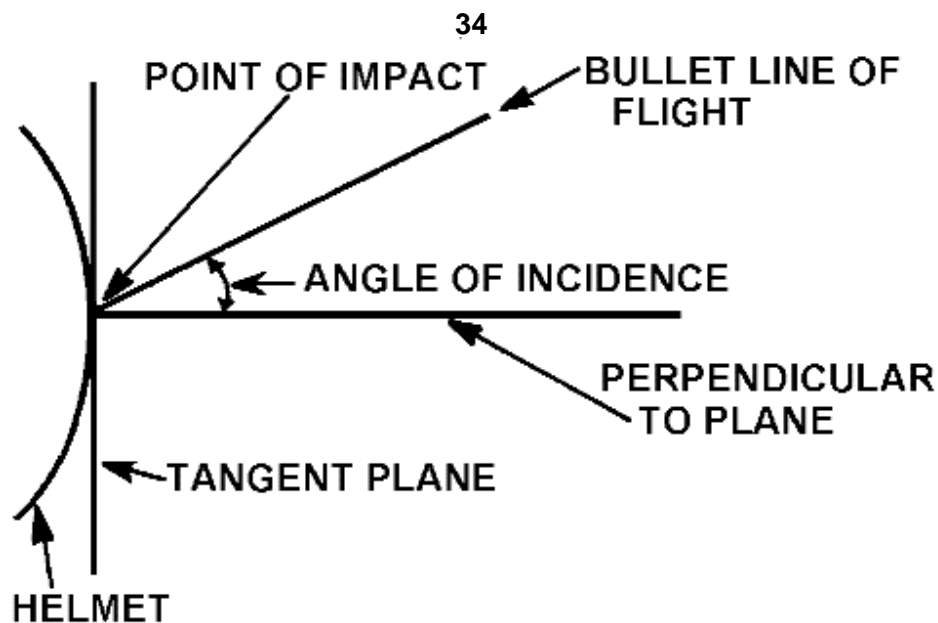 34
POINT OF IMPACT
BULLET LINE OF
FLIGHT
ANGLE OF INCIDENCE
PERPENDICULAR
TO PLANE
TANGENT PLANE
HELMET